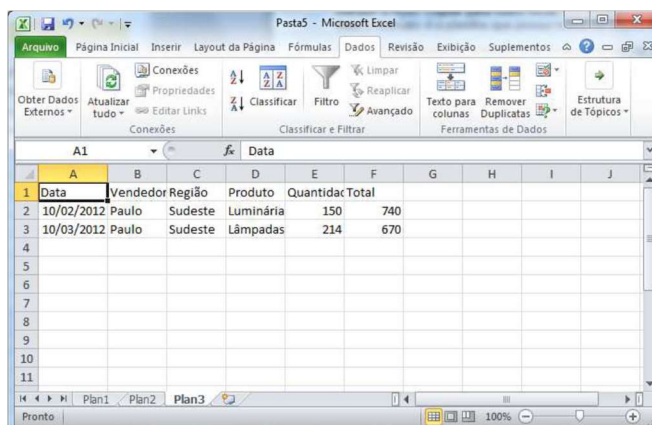 Pasta5 - Microsoft Excel
Arquivo Página Inicial Inserir Layout da Página Fórmulas Dados Revisão Exibição Suplementos
Obter Dados Externos
Atualizar tudo
Conexões
Propriedades
Editar Links
Conexões
Classificar
Filtro
Limpar
Reaplicar
Avançado
Classificar e Filtrar
Texto para colunas
Remover Duplicatas
Ferramentas de Dados
Estrutura de Tópicos
A1 fx Data
A B C D E F G H I J
1 Data Vendedor Região Produto Quantidac Total
2 10/02/2012 Paulo Sudeste Luminária 150 740
3 10/03/2012 Paulo Sudeste Lâmpadas 214 670
4
5
6
7
8
9
10
11
Plan1 Plan2 Plan3
Pronto 100%